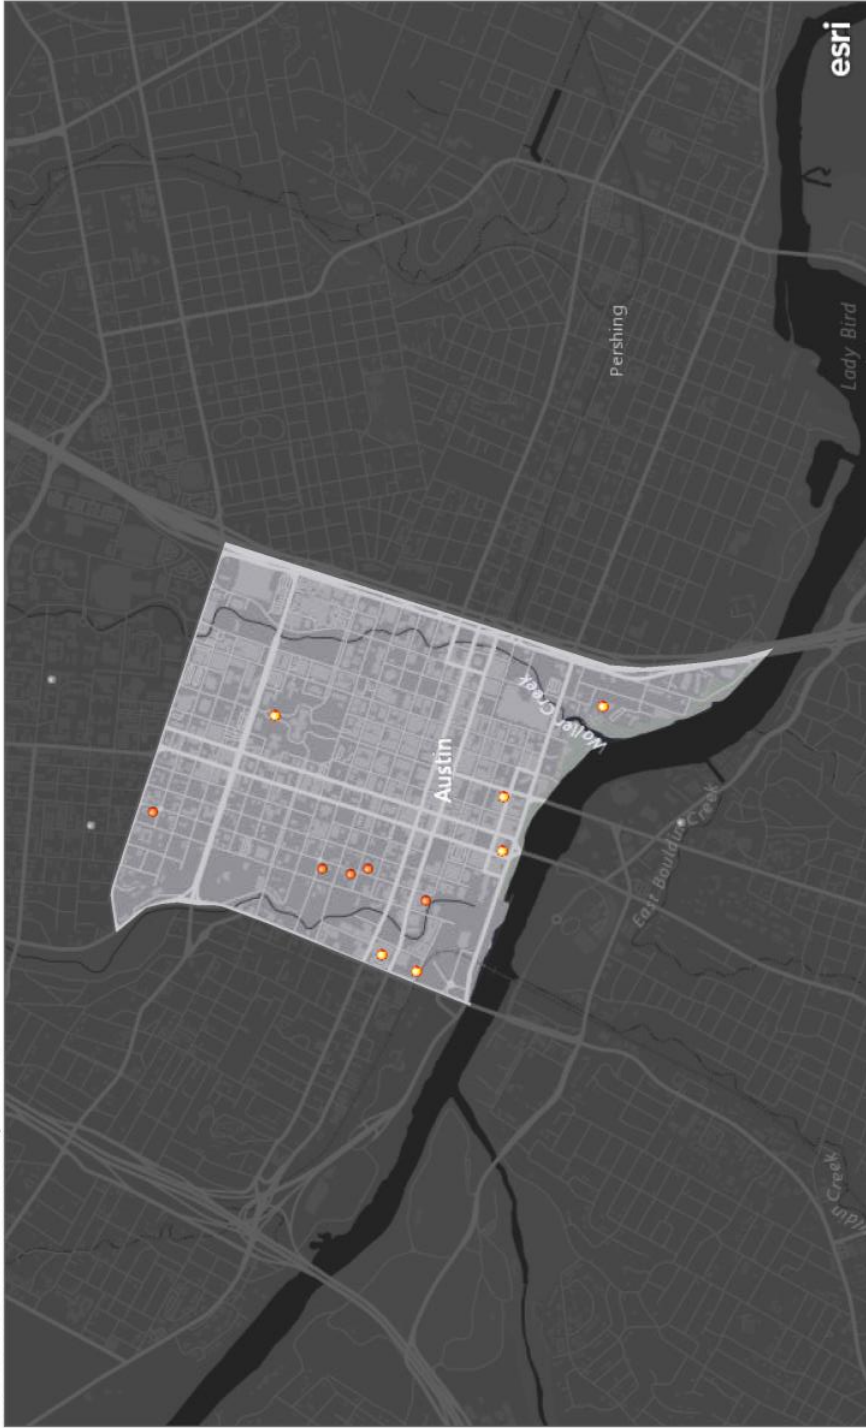 esri
Lady Bird
Pershing
Waller Creek
Austin
East Bouldin Creek
Creek